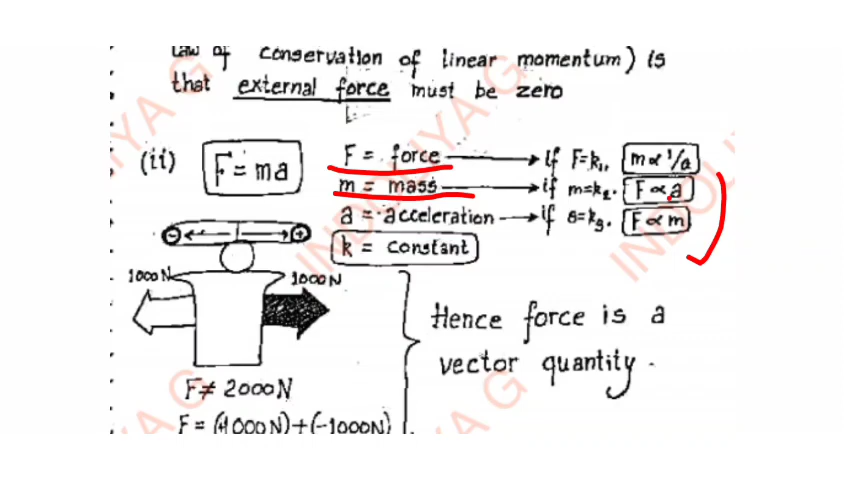 law of conservation of linear momentum) is
that external force must be zero
(ii) F=ma
F = force → if F=k₁, m∝1/a
m = mass → if m=k₂. F∝a
a = acceleration → if a=k₃. F∝m
k = constant
⊖ ⊕
1000N 1000N
Hence force is a
vector quantity.
F≠ 2000N
F = (+1000N)+(-1000N)
INDOLIYA G